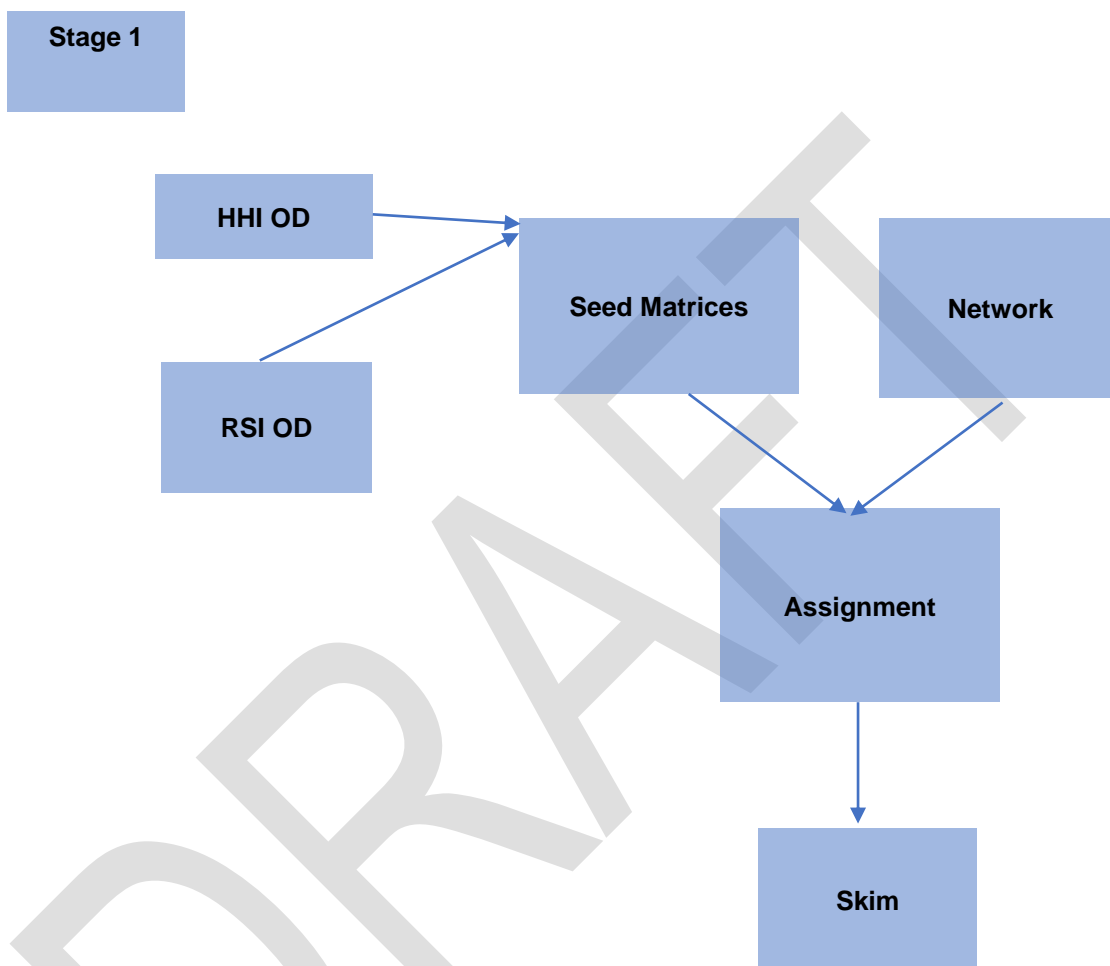 Stage 1
HHI OD
Seed Matrices
Network
RSI OD
Assignment
Skim
DRAFT